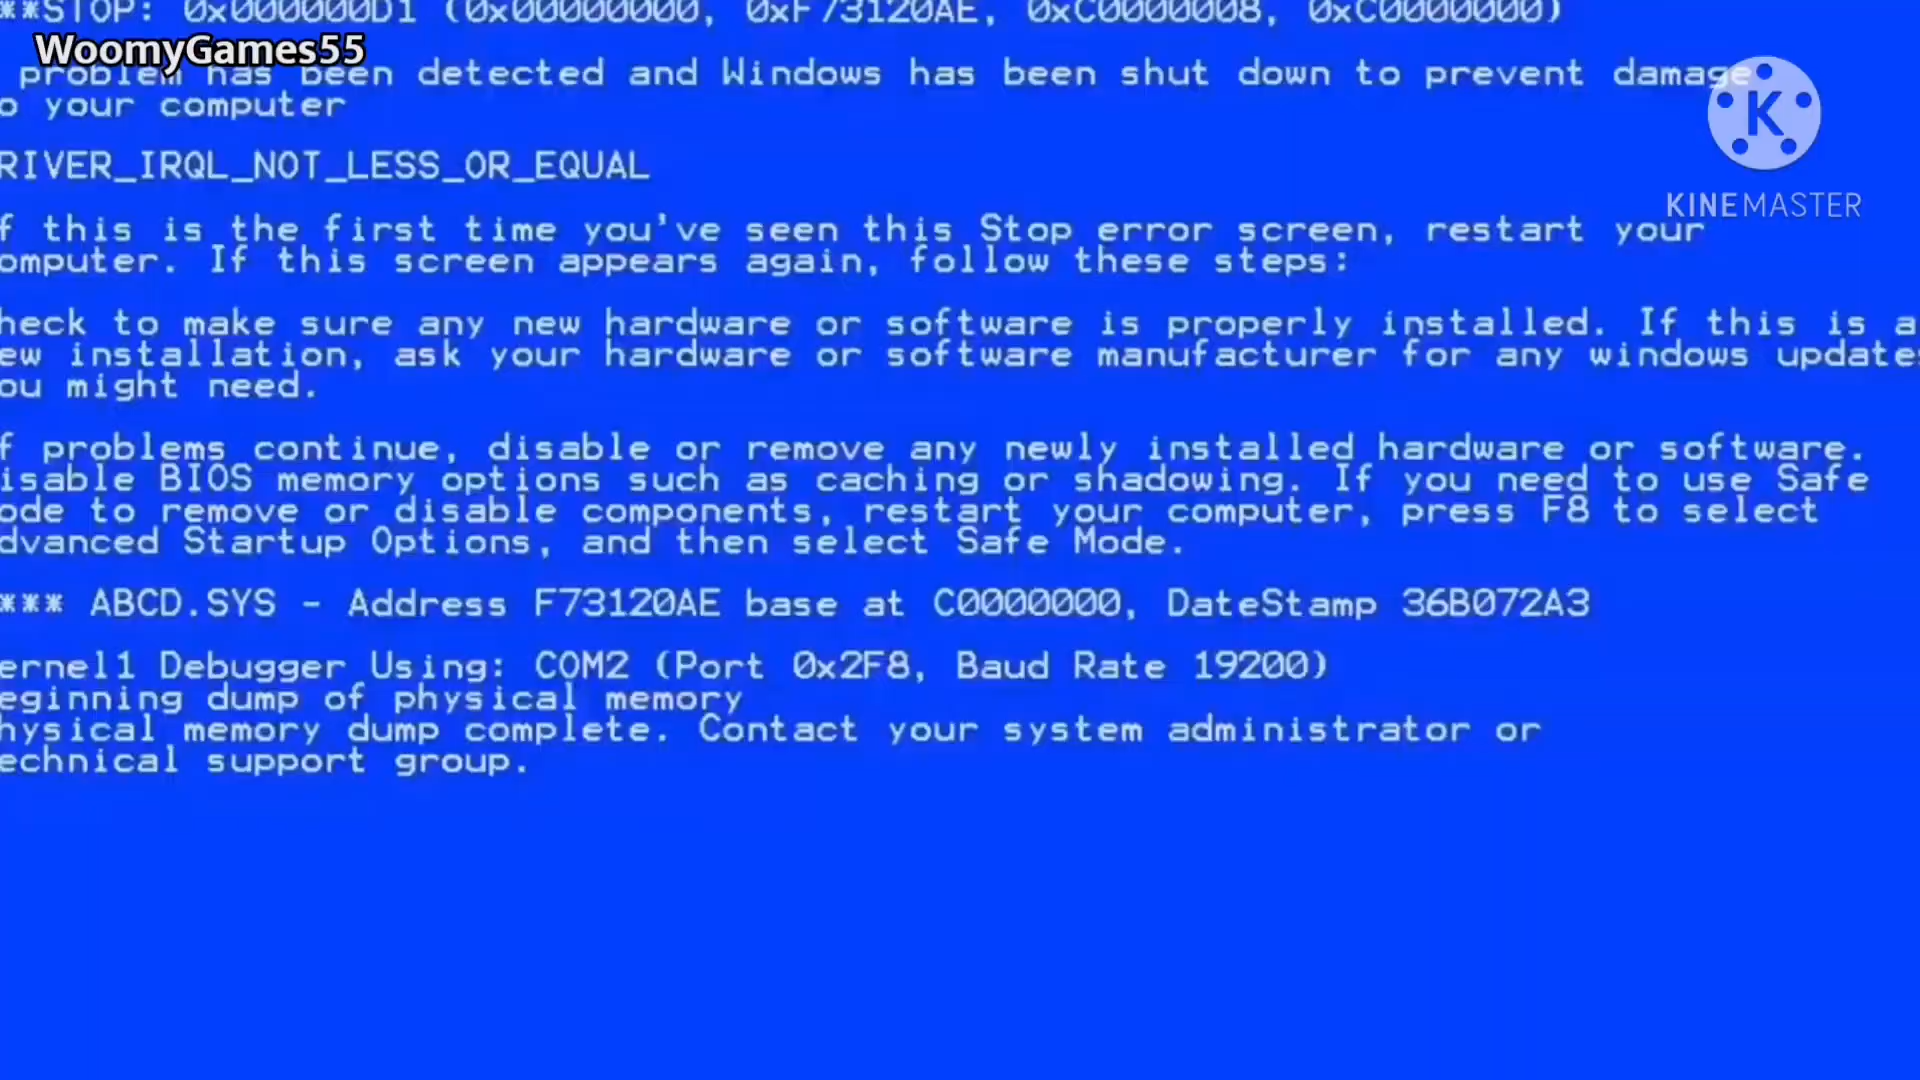 **STOP: 0x000000D1 (0x00000000, 0xF73120AE, 0xC0000008, 0xC0000000)
WoomyGames55
problem has been detected and Windows has been shut down to prevent damage
o your computer
RIVER_IRQL_NOT_LESS_OR_EQUAL
KINEMASTER
f this is the first time you've seen this Stop error screen, restart your
omputer. If this screen appears again, follow these steps:
heck to make sure any new hardware or software is properly installed. If this is a
ew installation, ask your hardware or software manufacturer for any windows updates
ou might need.
f problems continue, disable or remove any newly installed hardware or software.
isable BIOS memory options such as caching or shadowing. If you need to use Safe
ode to remove or disable components, restart your computer, press F8 to select
dvanced Startup Options, and then select Safe Mode.
*** ABCD.SYS - Address F73120AE base at C0000000, DateStamp 36B072A3
ernel1 Debugger Using: COM2 (Port 0x2F8, Baud Rate 19200)
eginning dump of physical memory
hysical memory dump complete. Contact your system administrator or
echnical support group.